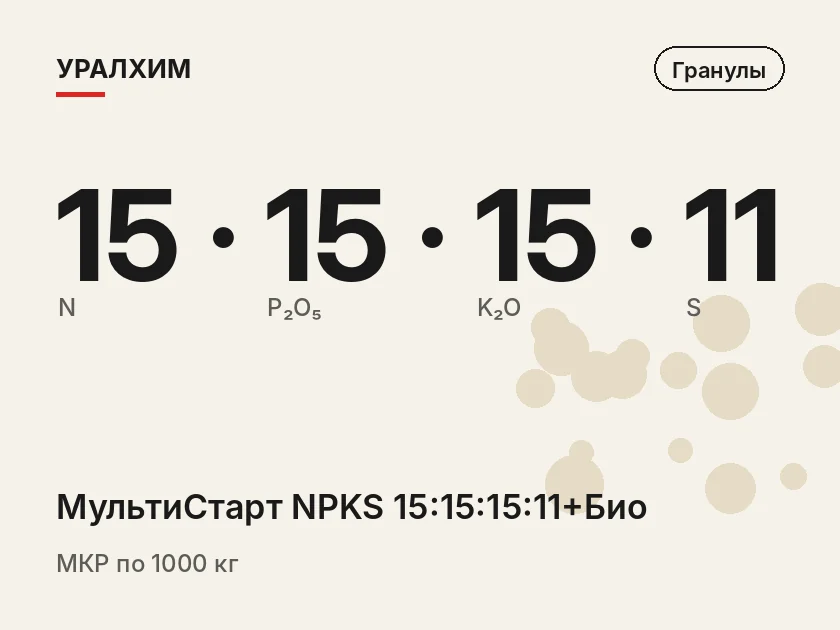 УРАЛХИМ
Гранулы
15 · 15 · 15 · 11
N P₂O₅ K₂O S
МультиСтарт NPKS 15:15:15:11+Био
МКР по 1000 кг